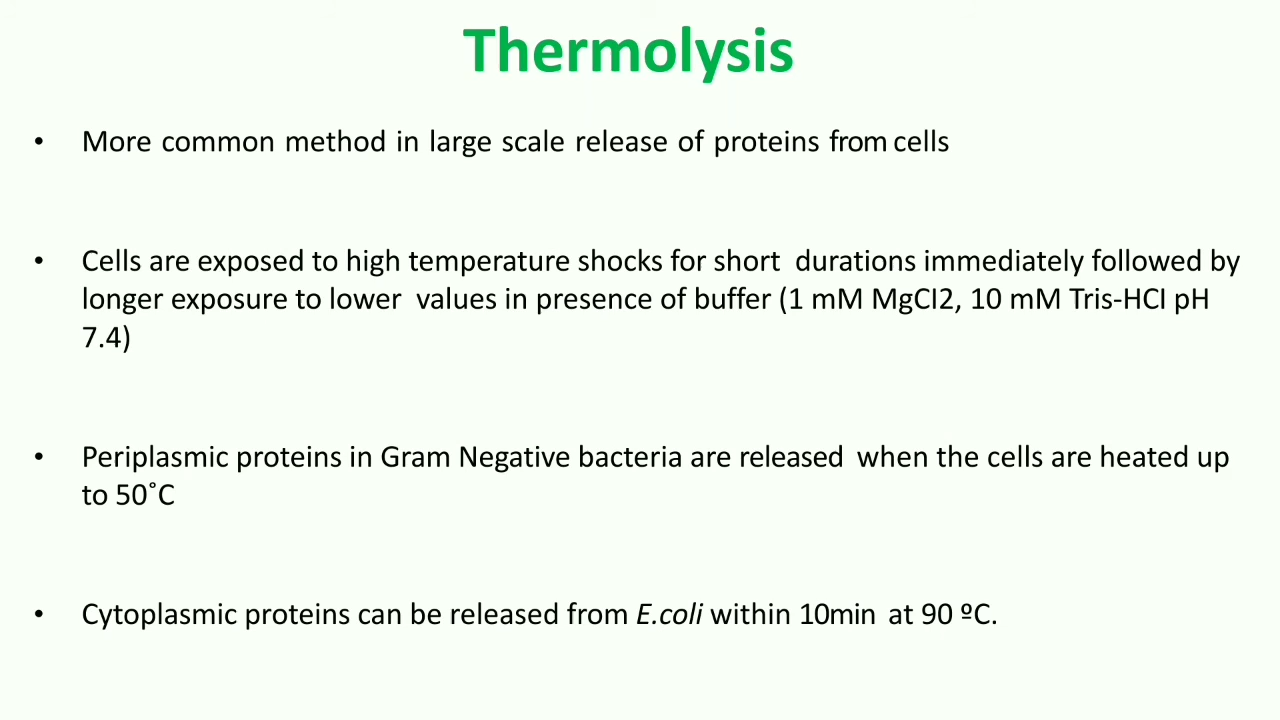 Thermolysis
• More common method in large scale release of proteins from cells
• Cells are exposed to high temperature shocks for short durations immediately followed by
longer exposure to lower values in presence of buffer (1 mM MgCI2, 10 mM Tris-HCI pH
7.4)
• Periplasmic proteins in Gram Negative bacteria are released when the cells are heated up
to 50˚C
• Cytoplasmic proteins can be released from E.coli within 10min at 90 ºC.